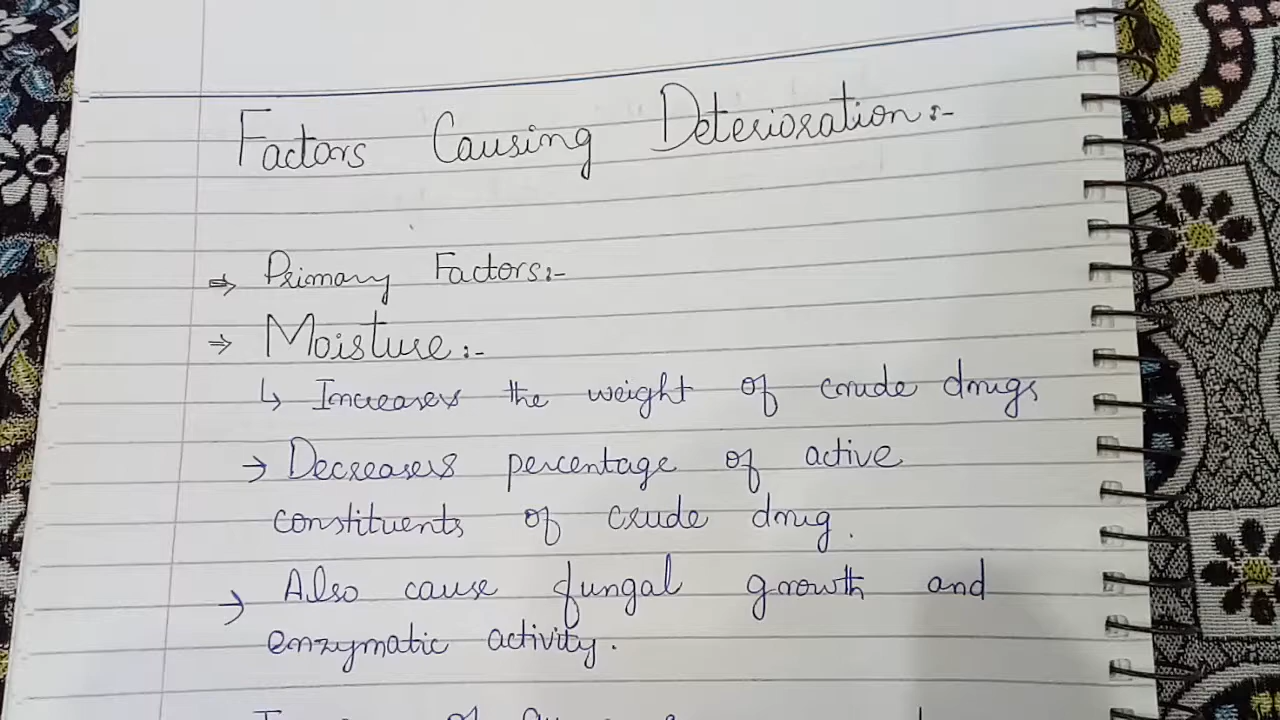 Factors Causing Deterioration:-
⇒ Primary Factors:-
⇒ Moisture:-
↳ Increases the weight of crude drugs
→ Decreases percentage of active
constituents of crude drug.
→ Also cause fungal growth and
enzymatic activity.